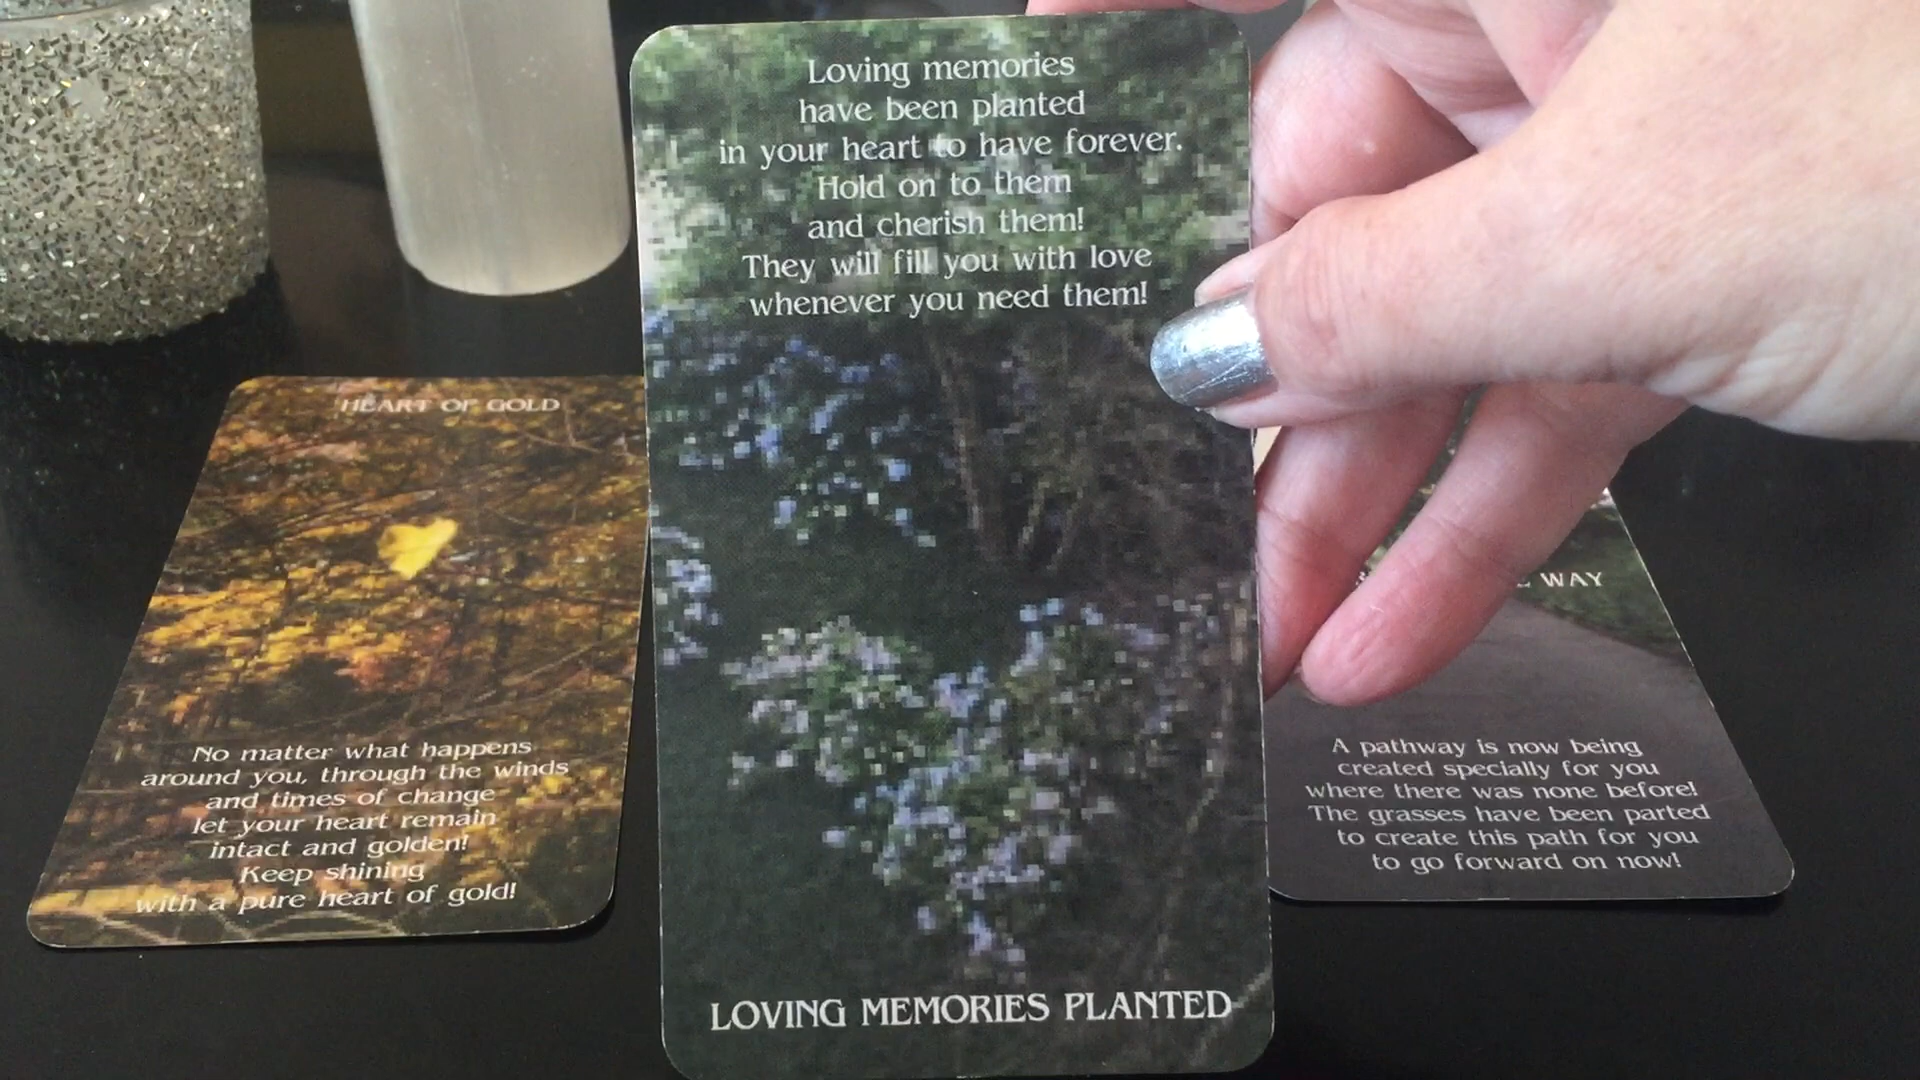 Loving memories
have been planted
in your heart to have forever.
Hold on to them
and cherish them!
They will fill you with love
whenever you need them!
LOVING MEMORIES PLANTED
HEART OF GOLD
No matter what happens
around you, through the winds
and times of change
let your heart remain
intact and golden!
Keep shining
with a pure heart of gold!
WAY
A pathway is now being
created specially for you
where there was none before!
The grasses have been parted
to create this path for you
to go forward on now!